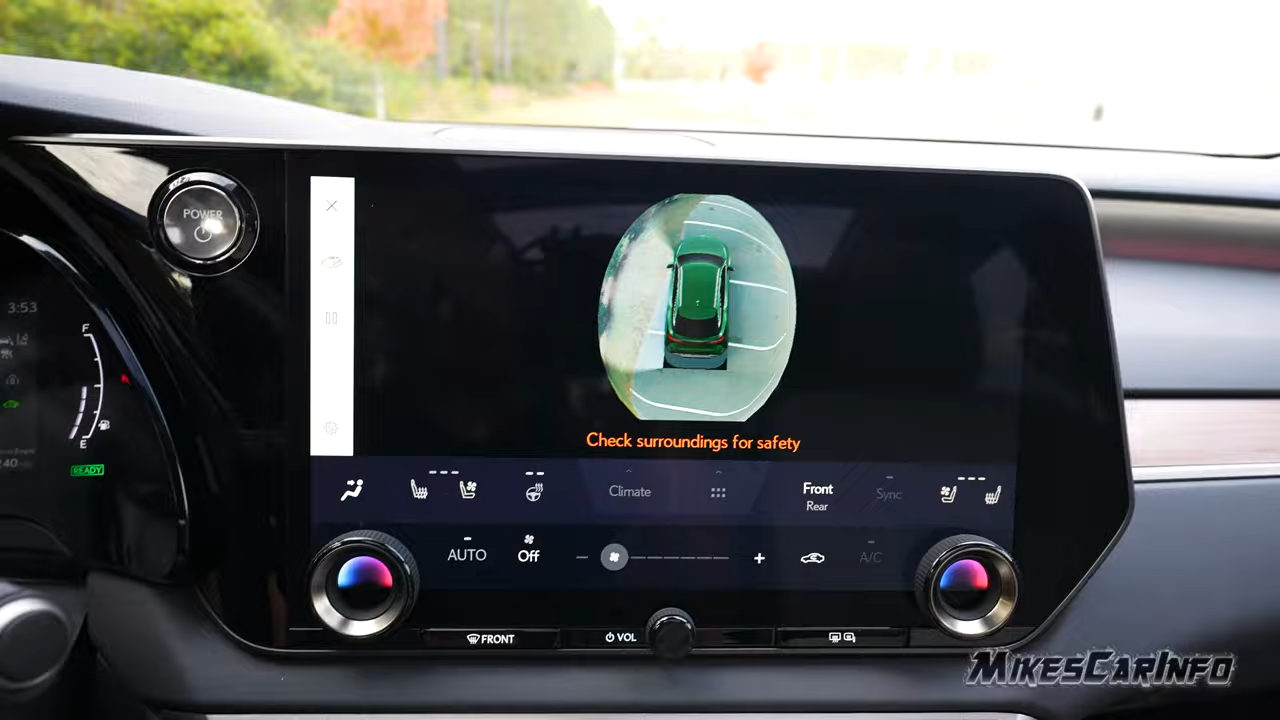 POWER
3:53
F
E
READY
Check surroundings for safety
Climate
Front
Rear
Sync
AUTO
Off
A/C
FRONT
VOL
MIKESCARINFO